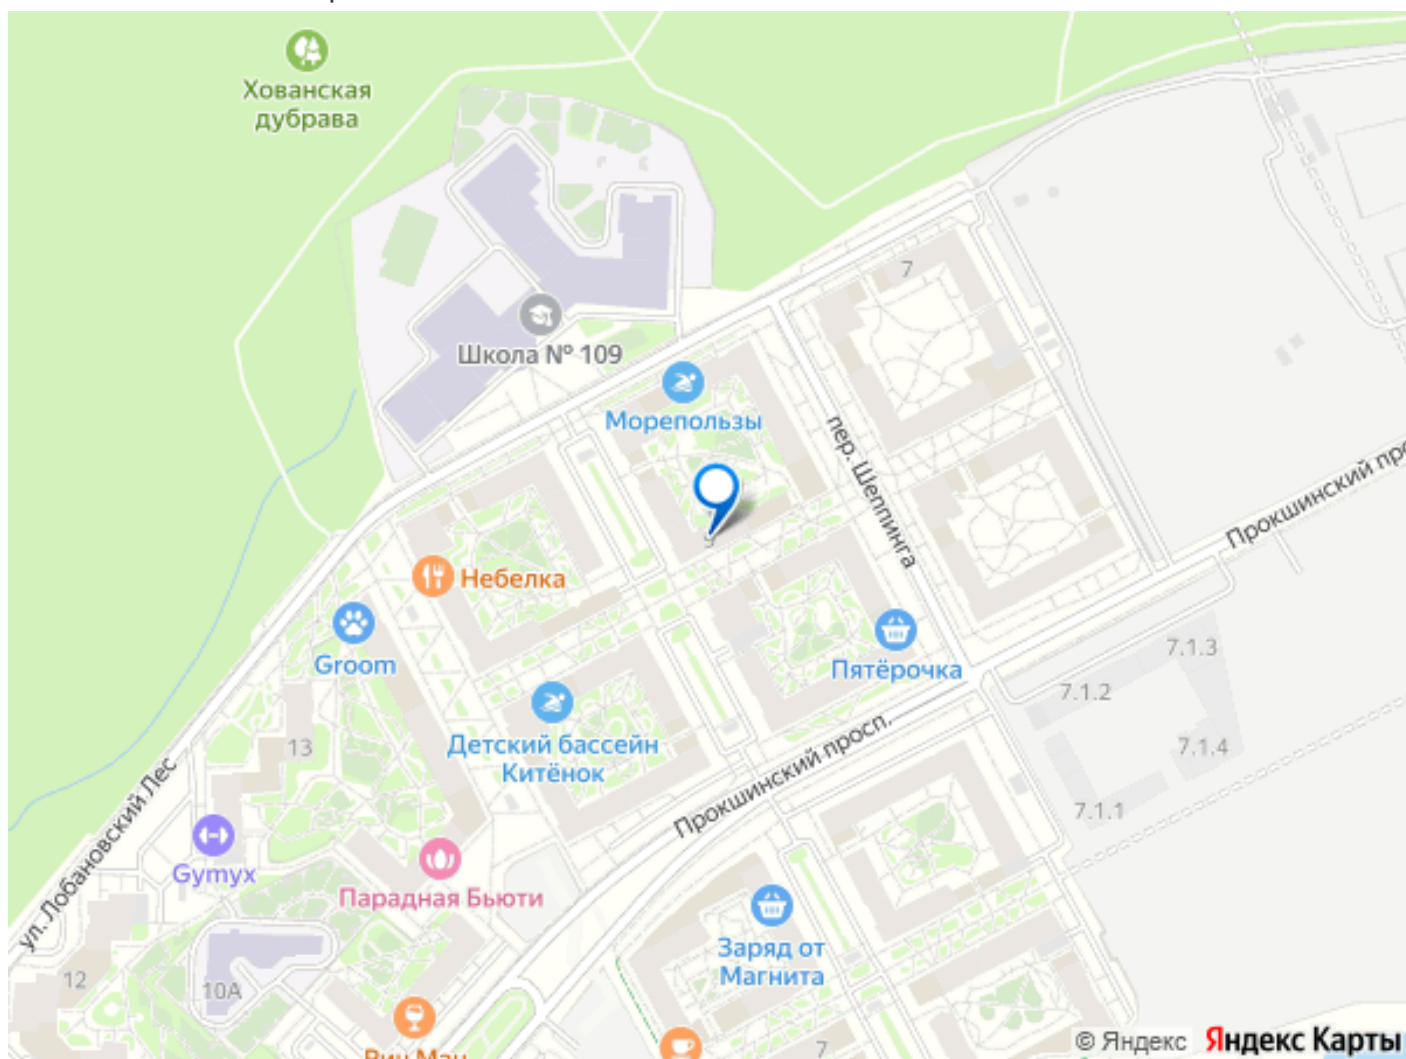 Хованская
дубрава
7
Школа № 109
Морепользы
пер. Шеппинга
Прокшинский про
Небелка
Groom
Пятёрочка
7.1.3
7.1.2
7.1.4
7.1.1
Детский бассейн
Китёнок
13
Прокшинский просп.
ул. Лобановский Лес
Gymyx
Парадная Бьюти
Заряд от
Магнита
12
10А
7
© Яндекс Яндекс Карты